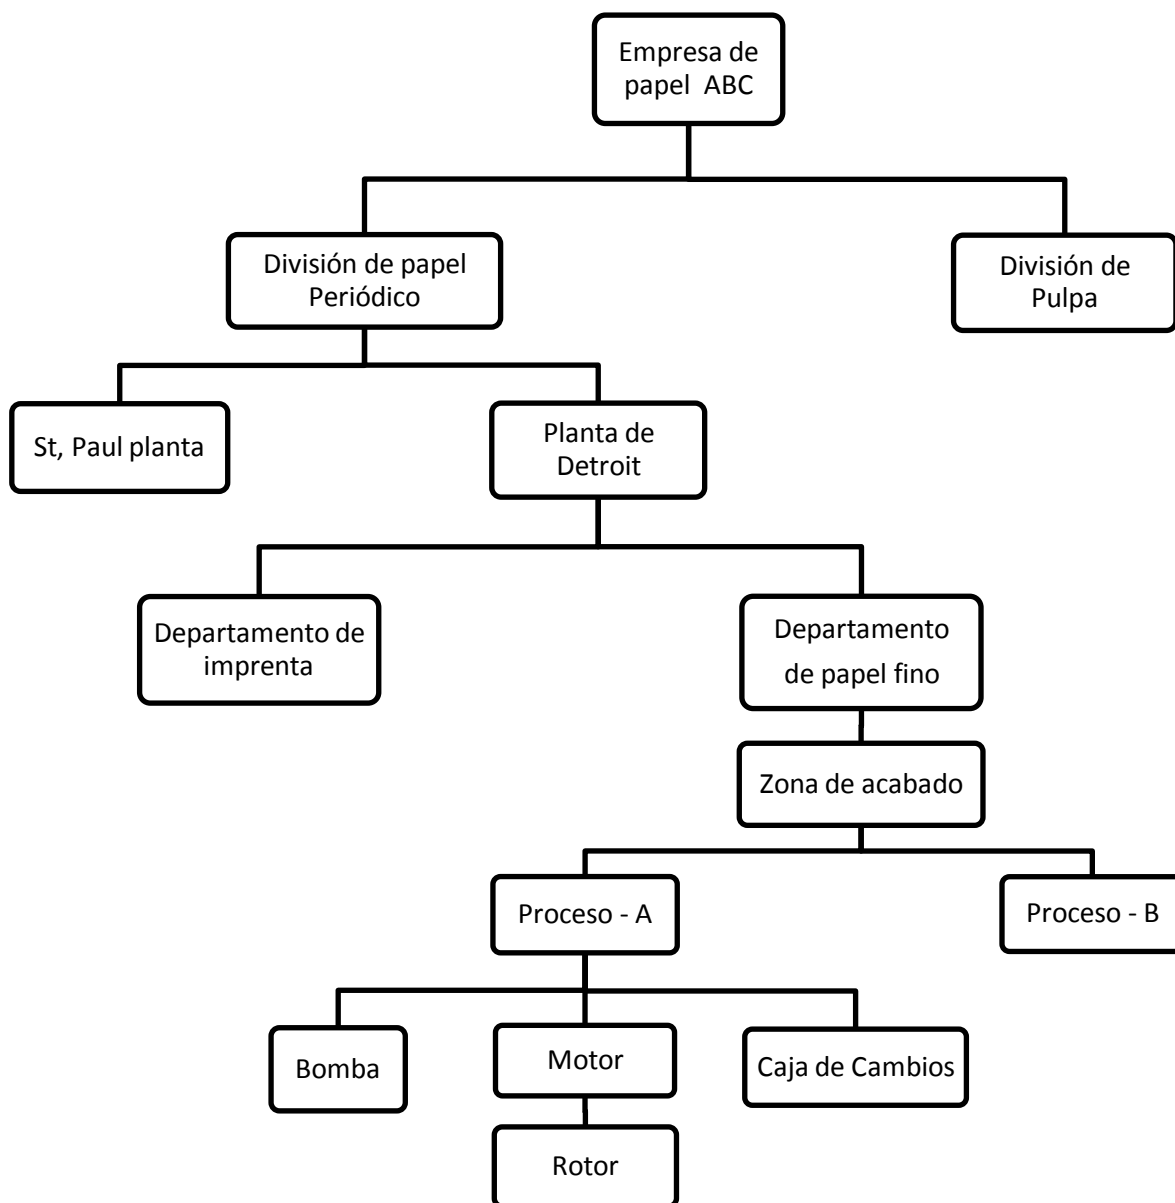 Empresa de
papel ABC
División de papel
Periódico
División de
Pulpa
St, Paul planta
Planta de
Detroit
Departamento de
imprenta
Departamento
de papel fino
Zona de acabado
Proceso - A
Proceso - B
Bomba
Motor
Caja de Cambios
Rotor